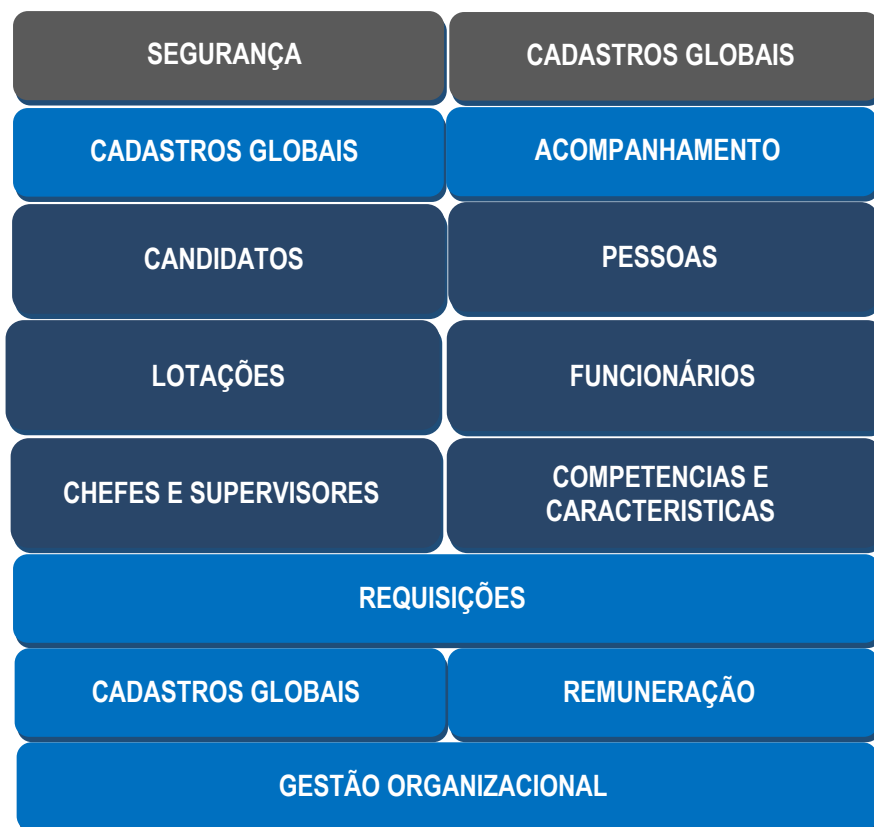 SEGURANÇA
CADASTROS GLOBAIS
CADASTROS GLOBAIS
ACOMPANHAMENTO
CANDIDATOS
PESSOAS
LOTAÇÕES
FUNCIONÁRIOS
CHEFES E SUPERVISORES
COMPETENCIAS E
CARACTERISTICAS
REQUISIÇÕES
CADASTROS GLOBAIS
REMUNERAÇÃO
GESTÃO ORGANIZACIONAL